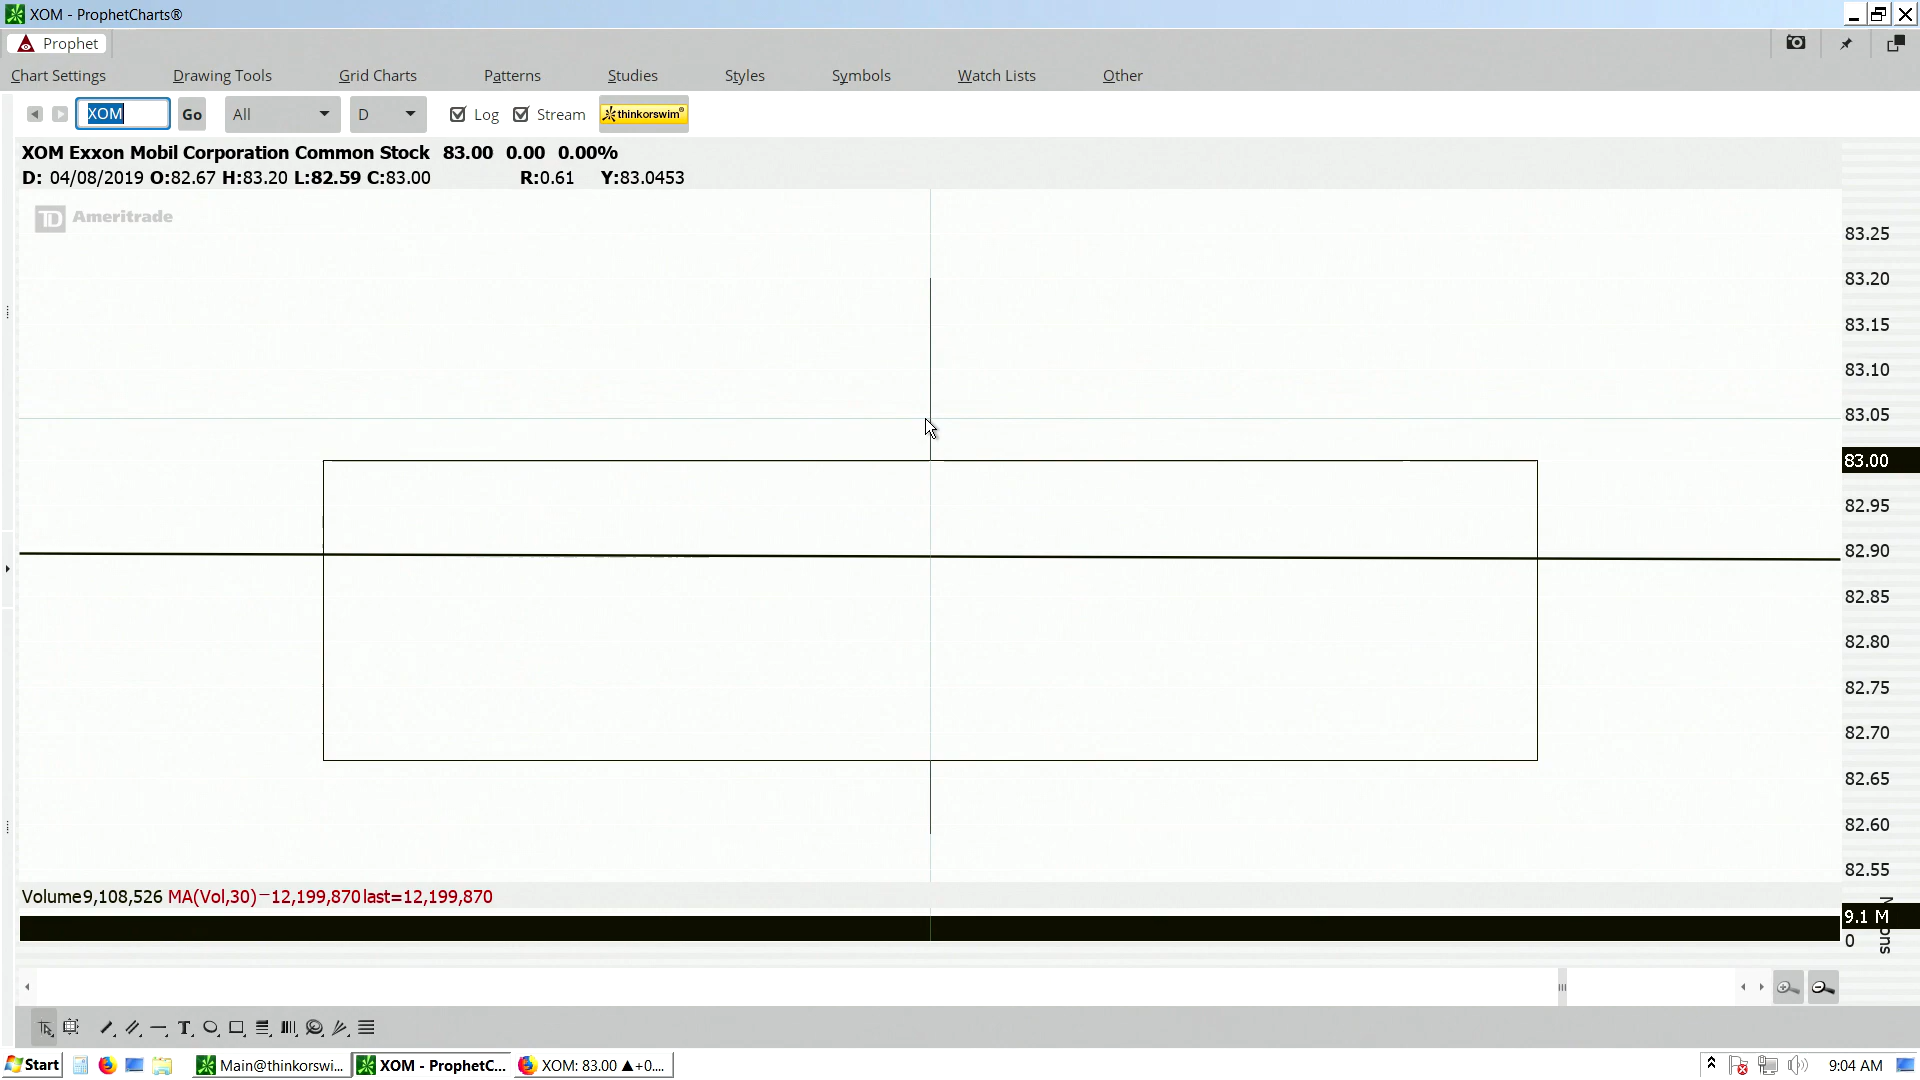 XOM - ProphetCharts®
Prophet
Chart Settings Drawing Tools Grid Charts Patterns Studies Styles Symbols Watch Lists Other
XOM Go All D Log Stream thinkorswim®
XOM Exxon Mobil Corporation Common Stock 83.00 0.00 0.00%
D: 04/08/2019 O:82.67 H:83.20 L:82.59 C:83.00 R:0.61 Y:83.0453
TD Ameritrade
83.25
83.20
83.15
83.10
83.05
83.00
82.95
82.90
82.85
82.80
82.75
82.70
82.65
82.60
82.55
Volume9,108,526 MA(Vol,30)=12,199,870last=12,199,870
9.1 M
0
T
Start Main@thinkorswi... XOM - ProphetC... XOM: 83.00 ▲+0.... 9:04 AM